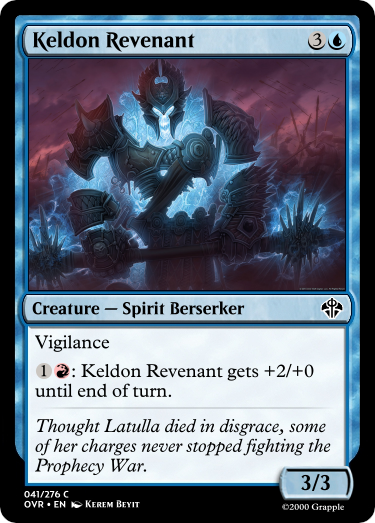 Keldon Revenant 3
Creature — Spirit Berserker
Vigilance
1 : Keldon Revenant gets +2/+0
until end of turn.
Thought Latulla died in disgrace, some
of her charges never stopped fighting the
Prophecy War.
3/3
041/276 C
OVR • EN Kerem Beyit
©2000 Grapple